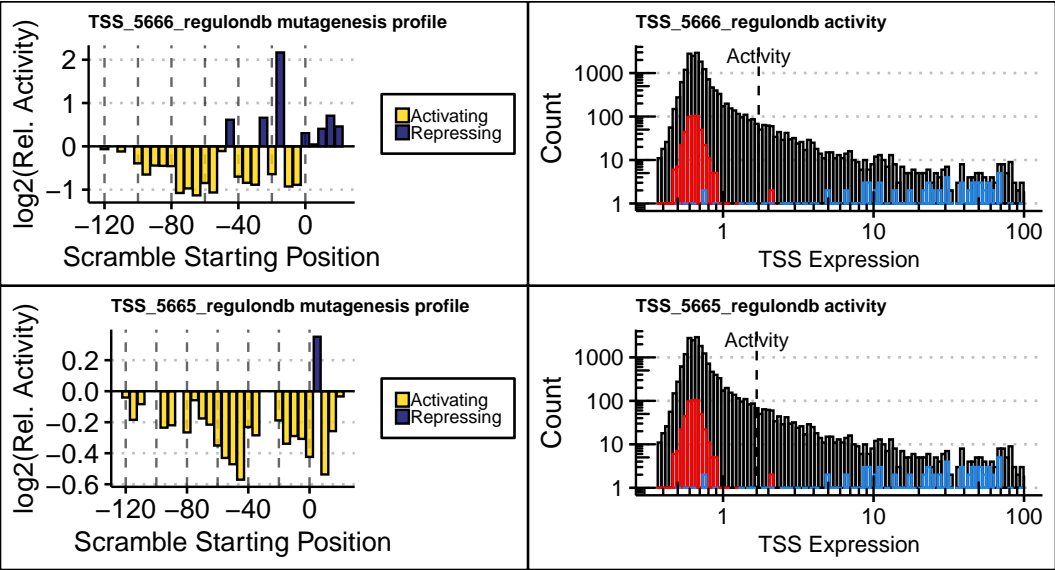 TSS_5666_regulondb mutagenesis profile
log2(Rel. Activity)
2
1
0
−1
−120
−80
−40
0
Scramble Starting Position
Activating
Repressing
TSS_5666_regulondb activity
Activity
Count
1000
100
10
1
1
10
100
TSS Expression
TSS_5665_regulondb mutagenesis profile
log2(Rel. Activity)
0.2
0.0
−0.2
−0.4
−0.6
−120
−80
−40
0
Scramble Starting Position
Activating
Repressing
TSS_5665_regulondb activity
Activity
Count
1000
100
10
1
1
10
100
TSS Expression